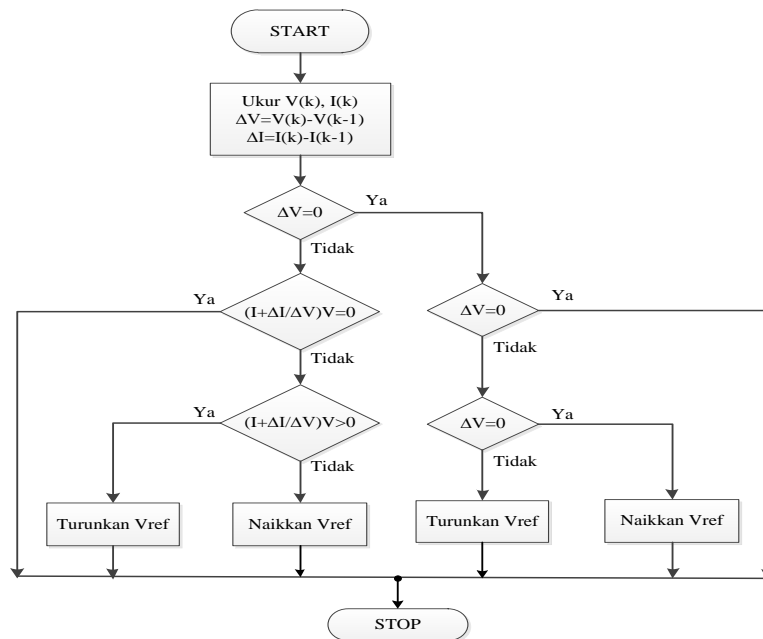 START
Ukur V(k), I(k)
ΔV=V(k)-V(k-1)
ΔI=I(k)-I(k-1)
ΔV=0
Ya
Tidak
(I+ΔI/ΔV)V=0
Ya
Tidak
ΔV=0
Ya
Tidak
(I+ΔI/ΔV)V>0
Ya
Tidak
ΔV=0
Ya
Tidak
Turunkan Vref
Naikkan Vref
Turunkan Vref
Naikkan Vref
STOP